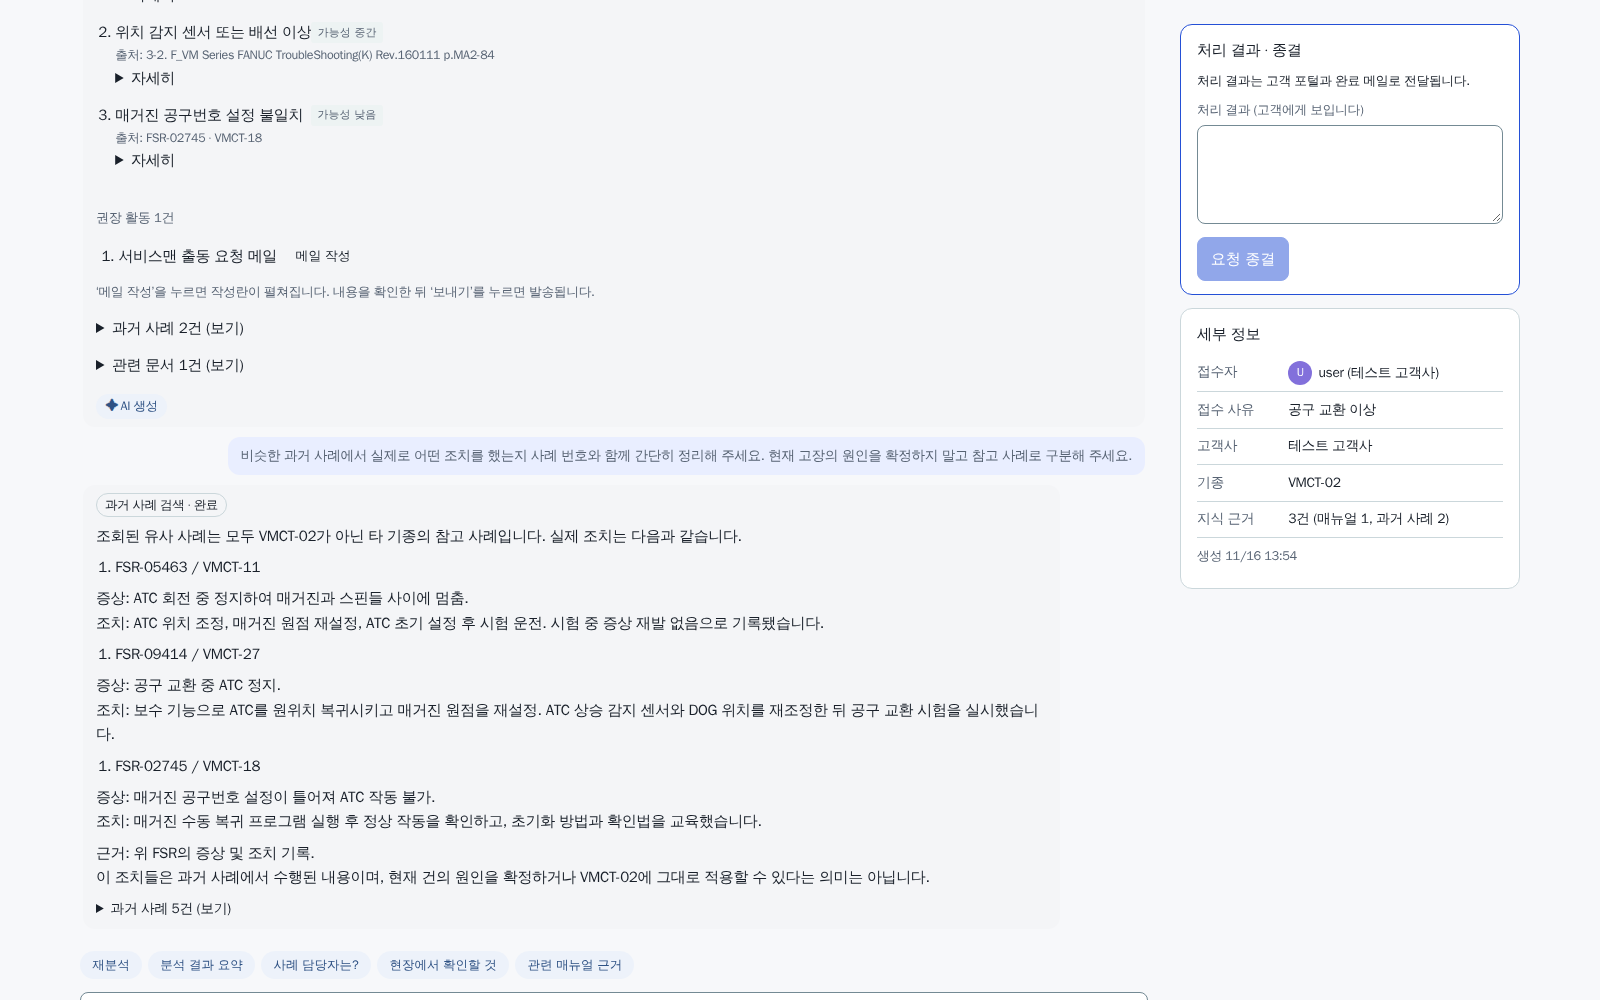 2. 위치 감지 센서 또는 배선 이상 가능성 중간
출처: 3-2. F_VM Series FANUC TroubleShooting(K) Rev.160111 p.MA2-84
▶ 자세히
3. 매거진 공구번호 설정 불일치 가능성 낮음
출처: FSR-02745 · VMCT-18
▶ 자세히
권장 활동 1건
1. 서비스맨 출동 요청 메일 메일 작성
‘메일 작성’을 누르면 작성란이 펼쳐집니다. 내용을 확인한 뒤 ‘보내기’를 누르면 발송됩니다.
▶ 과거 사례 2건 (보기)
▶ 관련 문서 1건 (보기)
AI 생성
비슷한 과거 사례에서 실제로 어떤 조치를 했는지 사례 번호와 함께 간단히 정리해 주세요. 현재 고장의 원인을 확정하지 말고 참고 사례로 구분해 주세요.
과거 사례 검색 · 완료
조회된 유사 사례는 모두 VMCT-02가 아닌 타 기종의 참고 사례입니다. 실제 조치는 다음과 같습니다.
1. FSR-05463 / VMCT-11
증상: ATC 회전 중 정지하여 매거진과 스핀들 사이에 멈춤.
조치: ATC 위치 조정, 매거진 원점 재설정, ATC 초기 설정 후 시험 운전. 시험 중 증상 재발 없음으로 기록됐습니다.
1. FSR-09414 / VMCT-27
증상: 공구 교환 중 ATC 정지.
조치: 보수 기능으로 ATC를 원위치 복귀시키고 매거진 원점을 재설정. ATC 상승 감지 센서와 DOG 위치를 재조정한 뒤 공구 교환 시험을 실시했습니
다.
1. FSR-02745 / VMCT-18
증상: 매거진 공구번호 설정이 틀어져 ATC 작동 불가.
조치: 매거진 수동 복귀 프로그램 실행 후 정상 작동을 확인하고, 초기화 방법과 확인법을 교육했습니다.
근거: 위 FSR의 증상 및 조치 기록.
이 조치들은 과거 사례에서 수행된 내용이며, 현재 건의 원인을 확정하거나 VMCT-02에 그대로 적용할 수 있다는 의미는 아닙니다.
▶ 과거 사례 5건 (보기)
재분석 분석 결과 요약 사례 담당자는? 현장에서 확인할 것 관련 매뉴얼 근거
처리 결과 · 종결
처리 결과는 고객 포털과 완료 메일로 전달됩니다.
처리 결과 (고객에게 보입니다)
요청 종결
세부 정보
접수자 U user (테스트 고객사)
접수 사유 공구 교환 이상
고객사 테스트 고객사
기종 VMCT-02
지식 근거 3건 (매뉴얼 1, 과거 사례 2)
생성 11/16 13:54